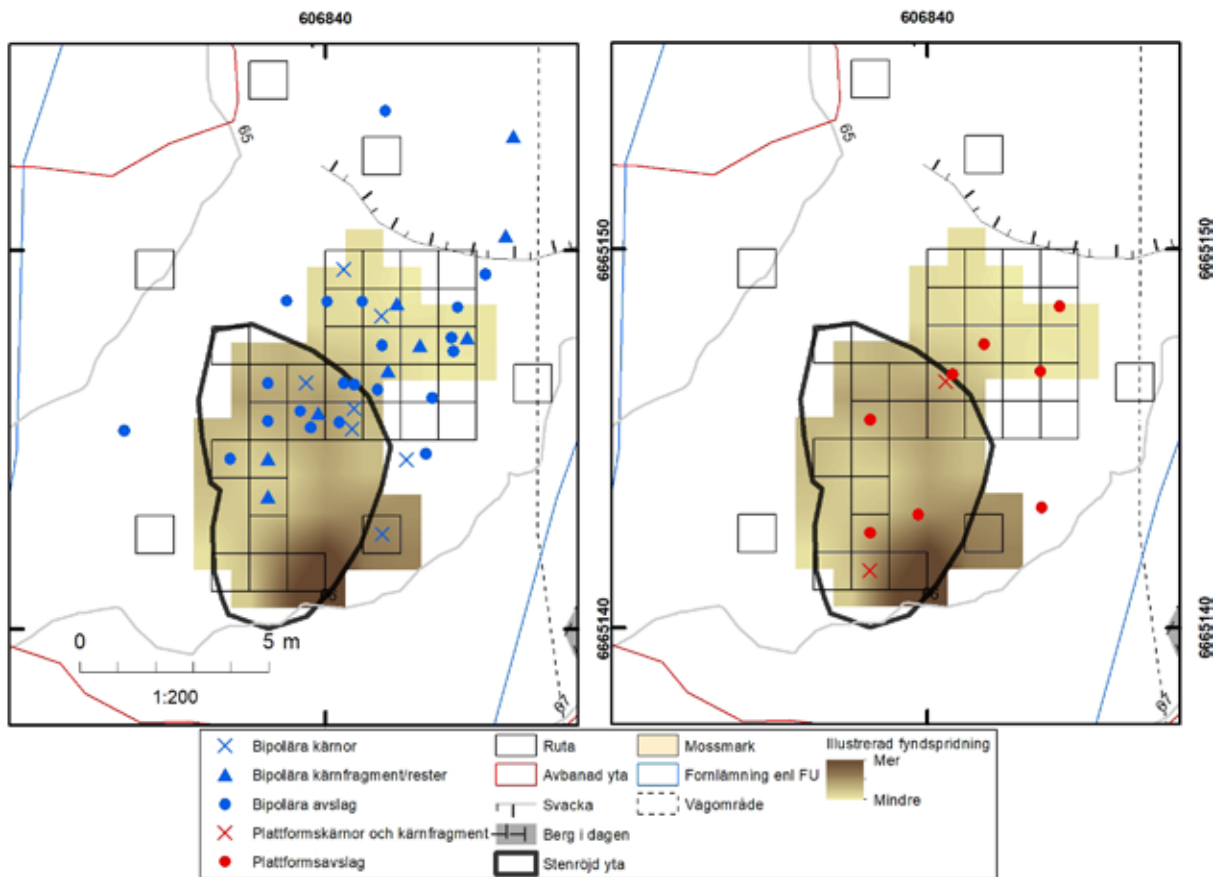 606840
606840
65
65
6665150
6665150
6665140
6665140
67
67
0 5 m
1:200
Bipolära kärnor
Bipolära kärnfragment/rester
Bipolära avslag
Plattformskärnor och kärnfragment
Plattformsavslag
Ruta
Avbanad yta
Svacka
Berg i dagen
Stenröjd yta
Mossmark
Fornlämning enl FU
Vägområde
Illustrerad fyndspridning
Mer
Mindre